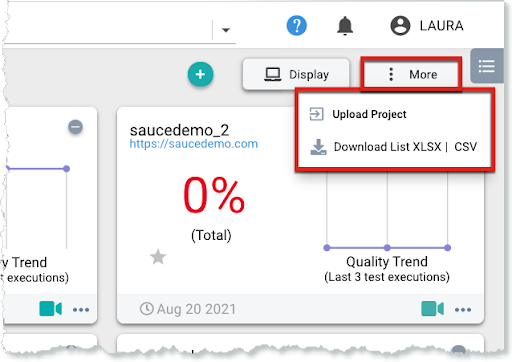 ?
LAURA
+
Display
More
Upload Project
Download List XLSX | CSV
saucedemo_2
https://saucedemo.com
0%
(Total)
y Trend
t executions)
Quality Trend
(Last 3 test executions)
Aug 20 2021